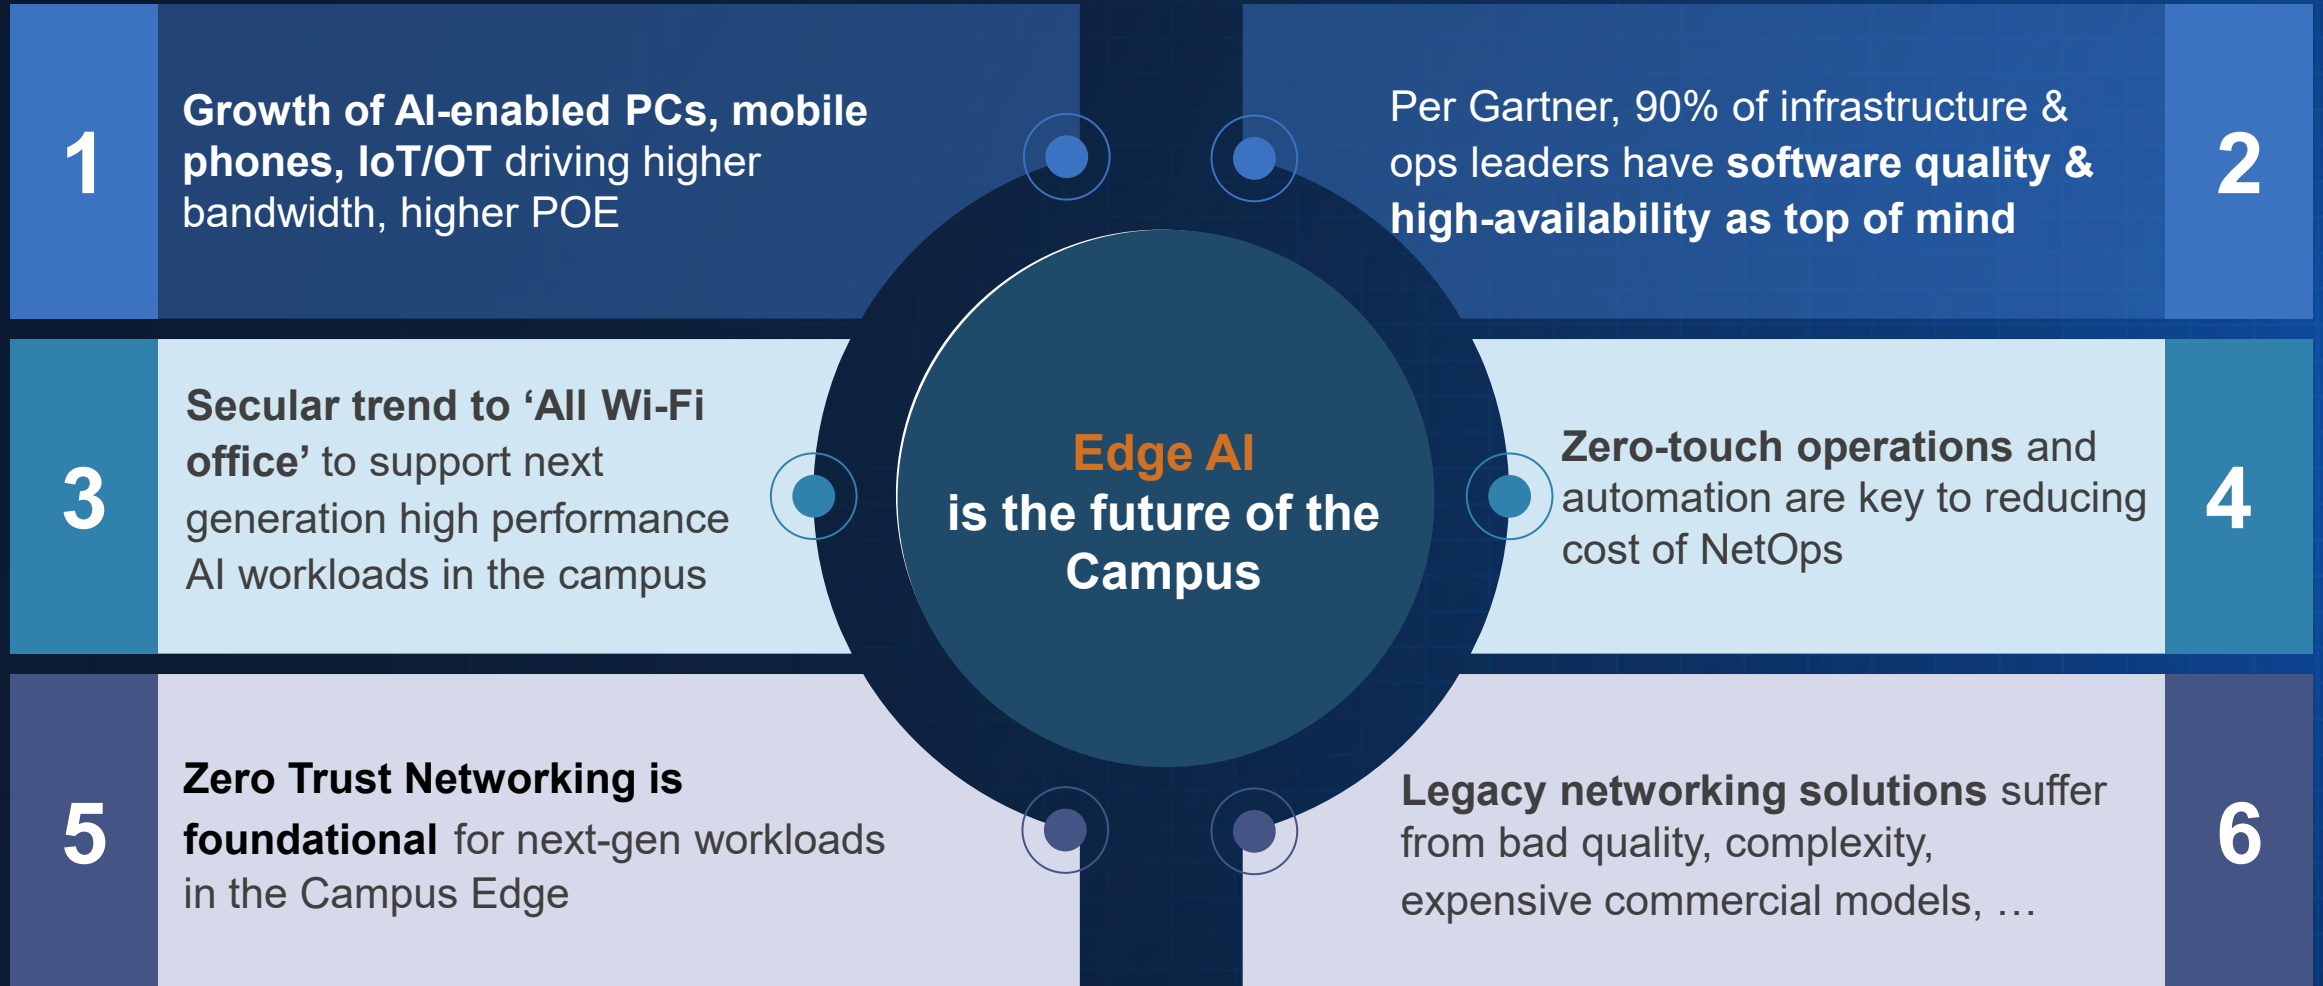 1
Growth of AI-enabled PCs, mobile
phones, IoT/OT driving higher
bandwidth, higher POE
Per Gartner, 90% of infrastructure &
ops leaders have software quality &
high-availability as top of mind
2
3
Secular trend to ‘All Wi-Fi
office’ to support next
generation high performance
AI workloads in the campus
Edge AI
is the future of the
Campus
Zero-touch operations and
automation are key to reducing
cost of NetOps
4
5
Zero Trust Networking is
foundational for next-gen workloads
in the Campus Edge
Legacy networking solutions suffer
from bad quality, complexity,
expensive commercial models, …
6